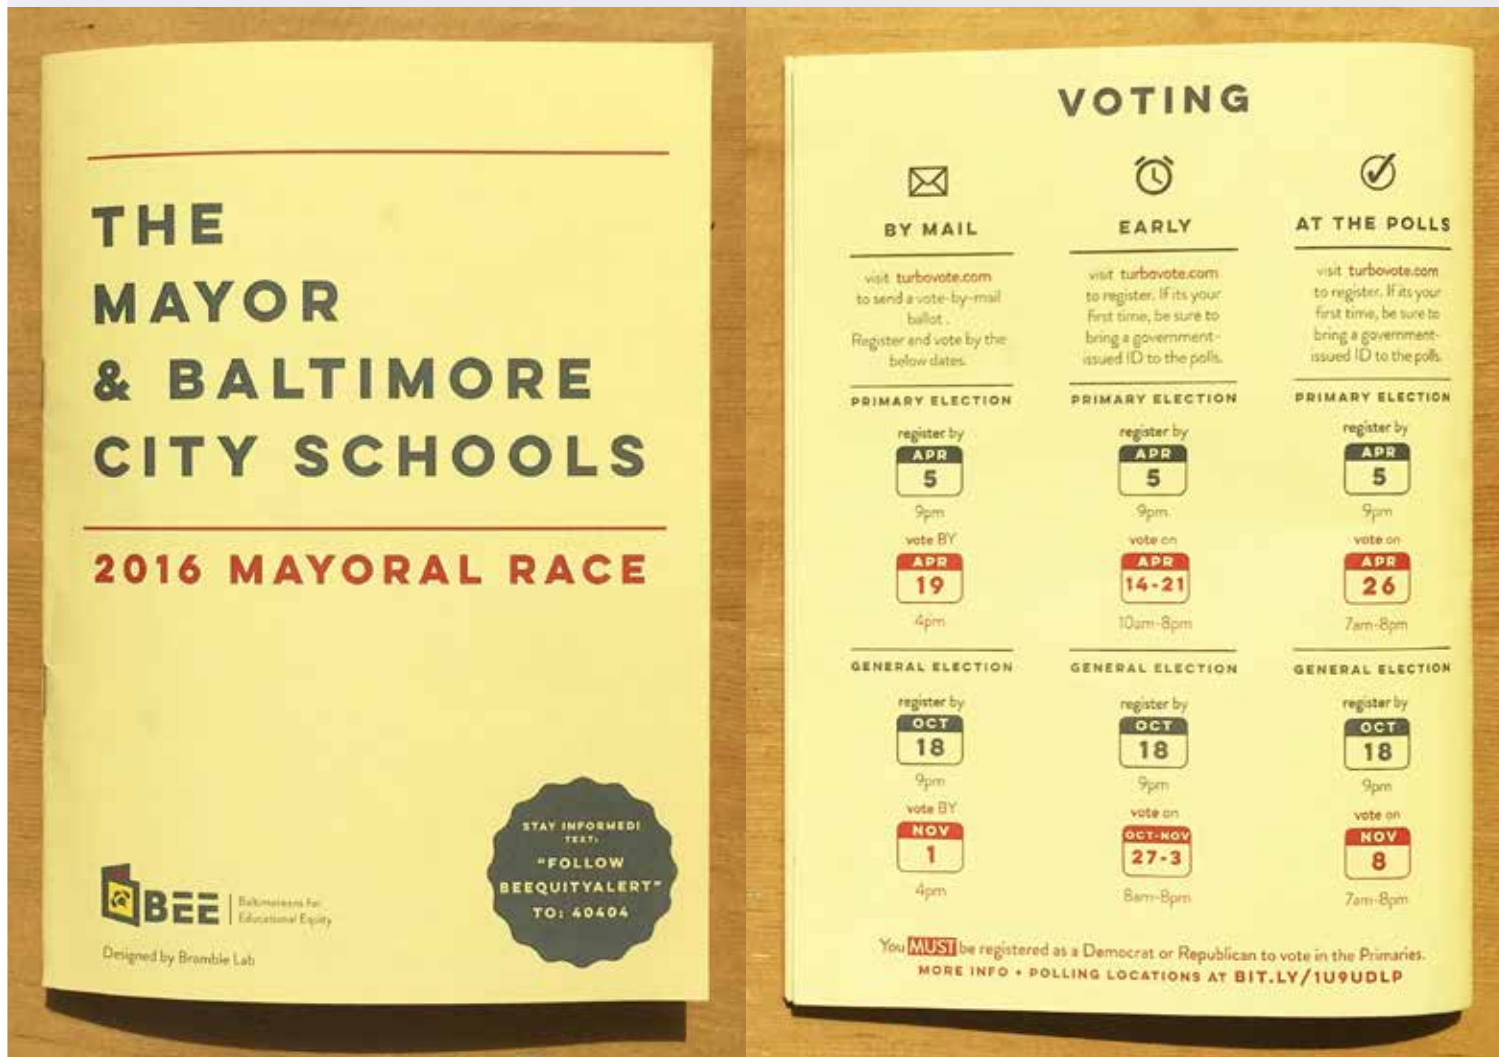 THE
MAYOR
& BALTIMORE
CITY SCHOOLS
2016 MAYORAL RACE
STAY INFORMED!
TEXT:
"FOLLOW
BEEQUITYALERT"
TO: 40404
BEE
Baltimoreans for
Educational Equity
Designed by Bramble Lab
VOTING
BY MAIL
visit turbovote.com
to send a vote-by-mail
ballot .
Register and vote by the
below dates.
PRIMARY ELECTION
register by
APR
5
9pm
vote BY
APR
19
4pm
GENERAL ELECTION
register by
OCT
18
9pm
vote BY
NOV
1
4pm
EARLY
visit turbovote.com
to register. If its your
first time, be sure to
bring a government-
issued ID to the polls.
PRIMARY ELECTION
register by
APR
5
9pm
vote on
APR
14-21
10am-8pm
GENERAL ELECTION
register by
OCT
18
9pm
vote on
OCT-NOV
27-3
8am-8pm
AT THE POLLS
visit turbovote.com
to register. If its your
first time, be sure to
bring a government-
issued ID to the polls.
PRIMARY ELECTION
register by
APR
5
9pm
vote on
APR
26
7am-8pm
GENERAL ELECTION
register by
OCT
18
9pm
vote on
NOV
8
7am-8pm
You MUST be registered as a Democrat or Republican to vote in the Primaries.
MORE INFO + POLLING LOCATIONS AT BIT.LY/1U9UDLP